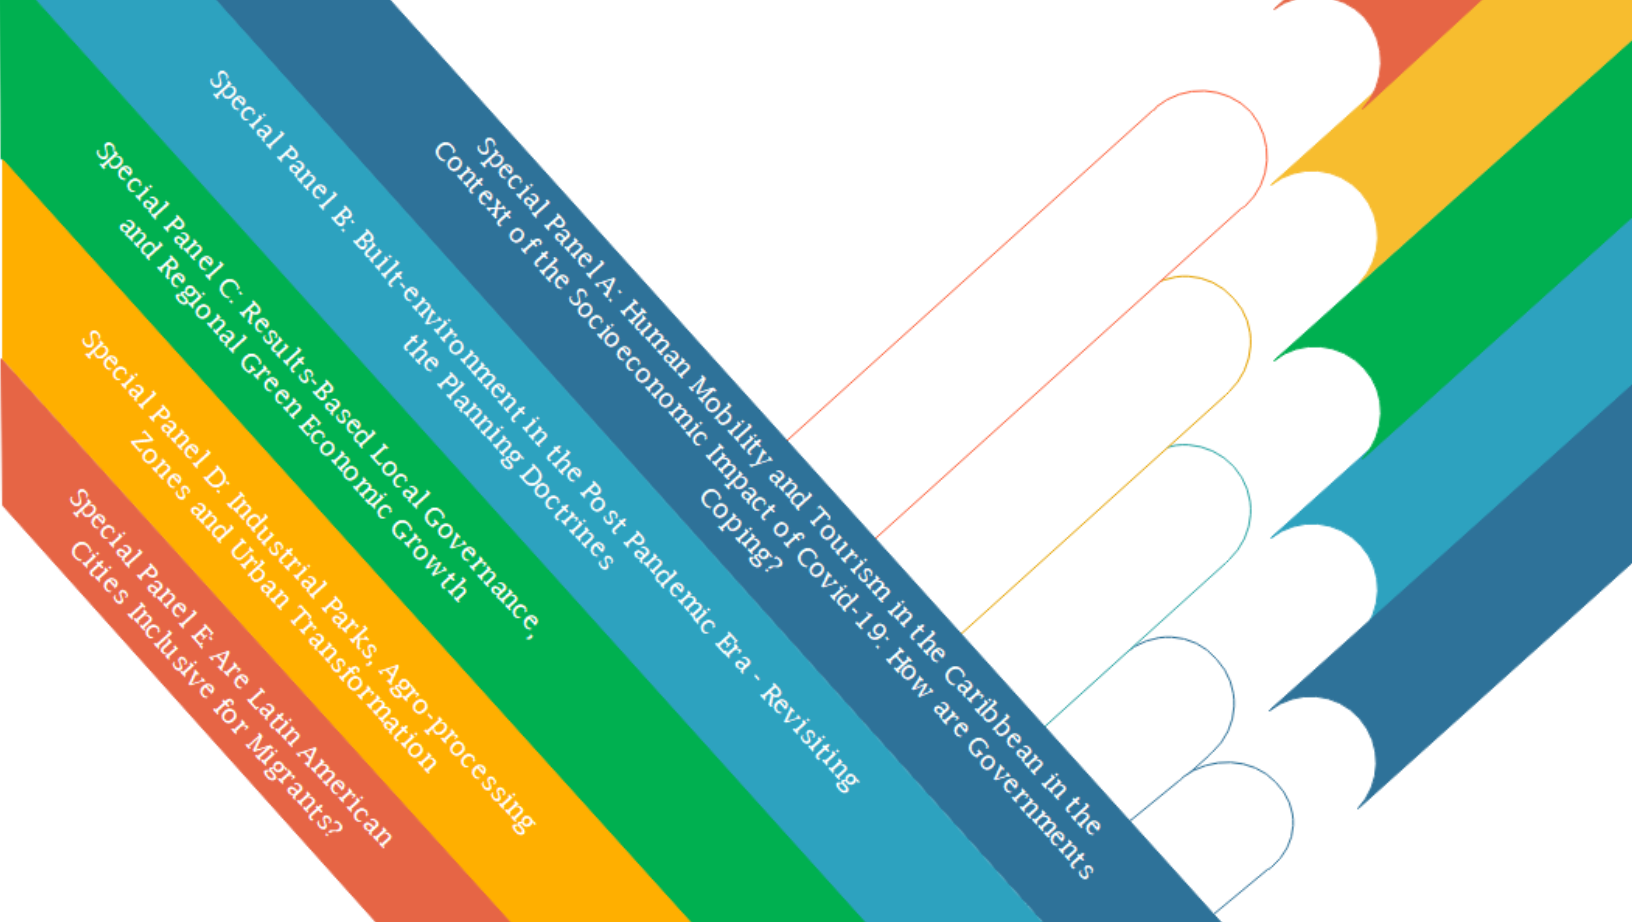 Special Panel A: Human Mobility and Tourism in the Caribbean in the
Context of the Socioeconomic Impact of Covid-19: How are Governments
Coping?
Special Panel B: Built-environment in the Post Pandemic Era - Revisiting
the Planning Doctrines
Special Panel C: Results-Based Local Governance,
and Regional Green Economic Growth
Special Panel D: Industrial Parks, Agro-processing
Zones and Urban Transformation
Special Panel E: Are Latin American
Cities Inclusive for Migrants?